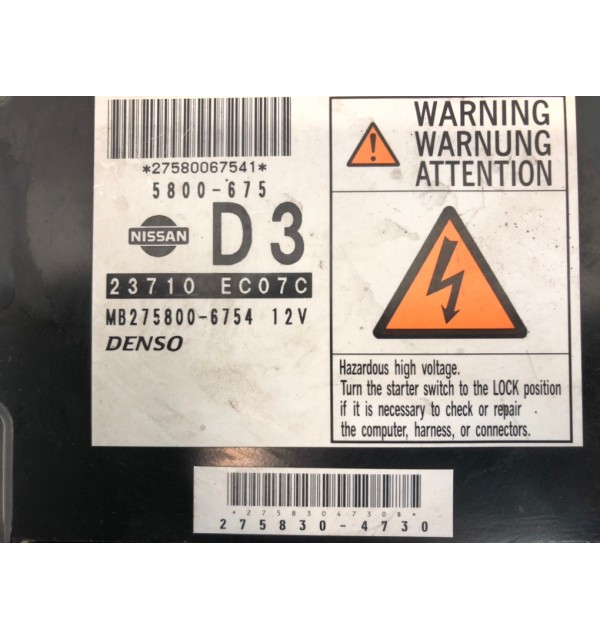 *27580067541*
5800-675
NISSAN
D3
23710 EC07C
MB275800-6754 12V
DENSO
WARNING
WARNUNG
ATTENTION
Hazardous high voltage.
Turn the starter switch to the LOCK position
if it is necessary to check or repair
the computer, harness, or connectors.
*2758304730*
275830-4730